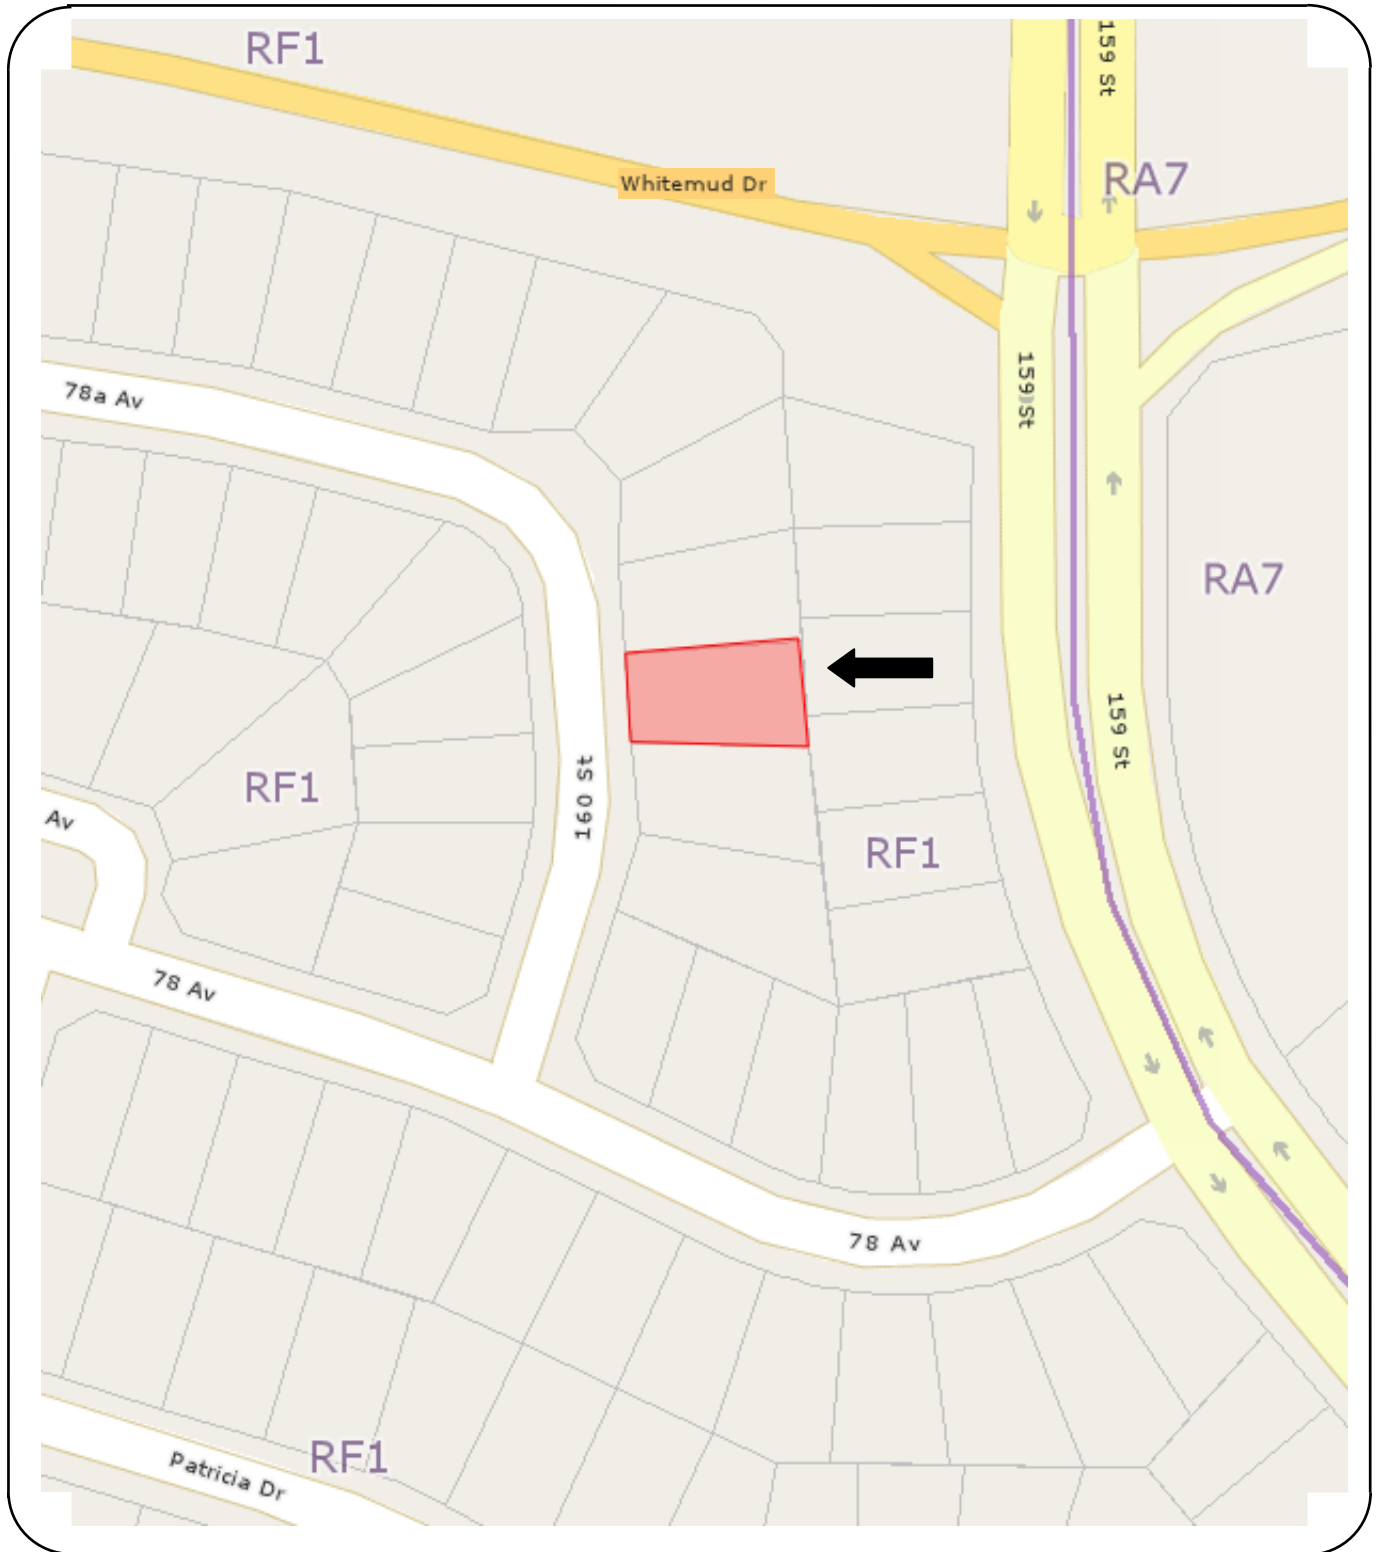 RF1
159 St
Whitemud Dr
RA7
159 St
78a Av
RA7
159 St
RF1
160 St
Av
RF1
78 Av
78 Av
RF1
Patricia Dr